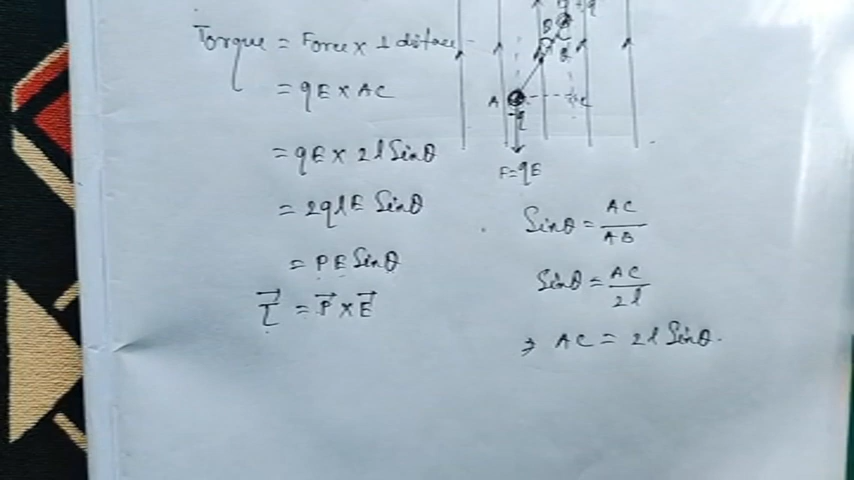 Torque = Force × ⊥ distace
= qE × AC
= qE × 2l Sinθ
= 2qlE Sinθ
= PE Sinθ
τ⃗ = P⃗ × E⃗
B
θ
A
C
-q
F=qE
Sinθ = AC/AB
Sinθ = AC/2l
⇒ AC = 2l Sinθ.